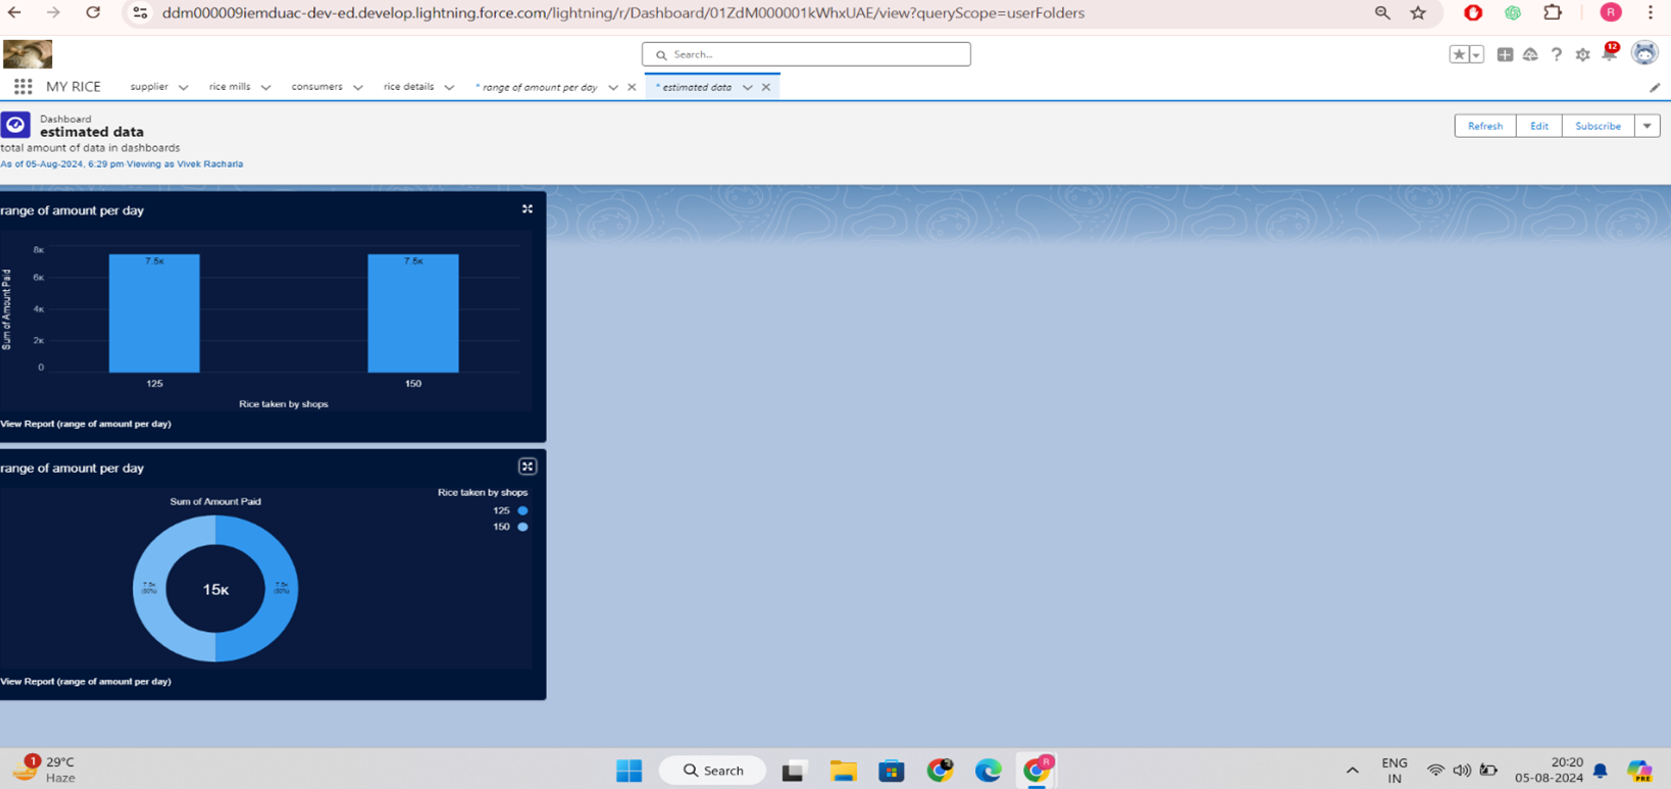 ddm000009iemduac-dev-ed.develop.lightning.force.com/lightning/r/Dashboard/01ZdM000001kWhxUAE/view?queryScope=userFolders
R
Search...
12
MY RICE
supplier
rice mills
consumers
rice details
* range of amount per day
* estimated data
Dashboard
estimated data
total amount of data in dashboards
As of 05-Aug-2024, 6:29 pm Viewing as Vivek Racharla
Refresh
Edit
Subscribe
range of amount per day
Sum of Amount Paid
8K
6K
4K
2K
0
7.5K
7.5K
125
150
Rice taken by shops
View Report (range of amount per day)
range of amount per day
Sum of Amount Paid
Rice taken by shops
125
150
7.5K
(50%)
15K
7.5K
(50%)
View Report (range of amount per day)
1
29°C
Haze
Search
R
ENG
IN
20:20
05-08-2024
PRE